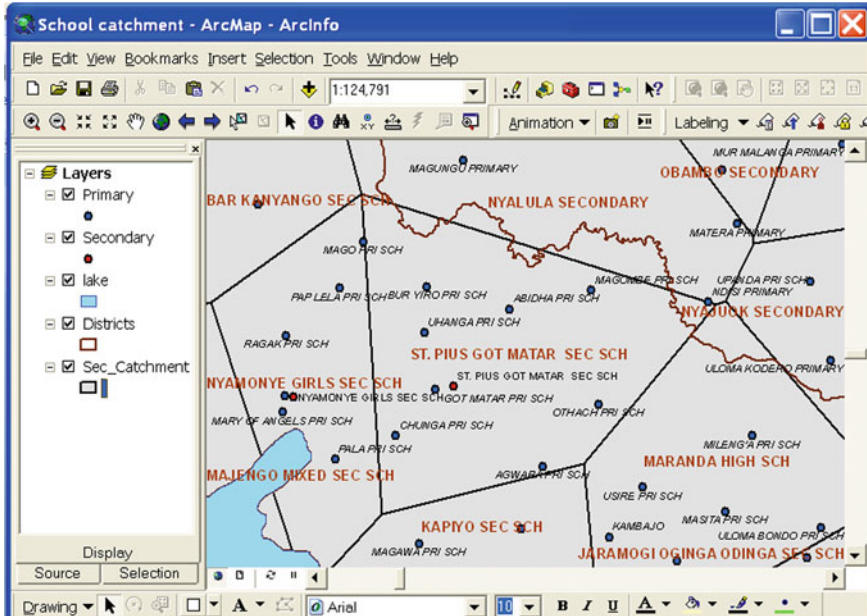 School catchment - ArcMap - ArcInfo
File Edit View Bookmarks Insert Selection Tools Window Help
1:124,791
Animation
Labeling
Layers
Primary
Secondary
lake
Districts
Sec_Catchment
Display
Source Selection
MUR MALANGA PRIMARY
MAGUNGU PRIMARY
OBAMBO SECONDARY
BAR KANYANGO SEC SCH
NYALULA SECONDARY
MATERA PRIMARY
MAGO PRI SCH
MAGOMBE PRI SCH
UPANDA PRI SCH
PAP LELA PRI SCH
BUR YIRO PRI SCH
NDISI PRIMARY
ABIDHA PRI SCH
NYAJUOK SECONDARY
UHANGA PRI SCH
RAGAK PRI SCH
ST. PIUS GOT MATAR SEC SCH
ULOMA KODERO PRIMARY
ST. PIUS GOT MATAR SEC SCH
NYAMONYE GIRLS SEC SCH
NYAMONYE GIRLS SEC SCH
GOT MATAR PRI SCH
OTHACH PRI SCH
MARY OF ANGELS PRI SCH
CHUNGA PRI SCH
MILENG'A PRI SCH
PALA PRI SCH
MARANDA HIGH SCH
MAJENGO MIXED SEC SCH
AGWARA PRI SCH
USIRE PRI SCH
MASITA PRI SCH
KAPIYO SEC SCH
KAMBAJO
ULOMA BONDO PRI SCH
MAGAWA PRI SCH
JARAMOGI OGINGA ODINGA SEC SCH
Drawing
A
Arial
10
B I U
A